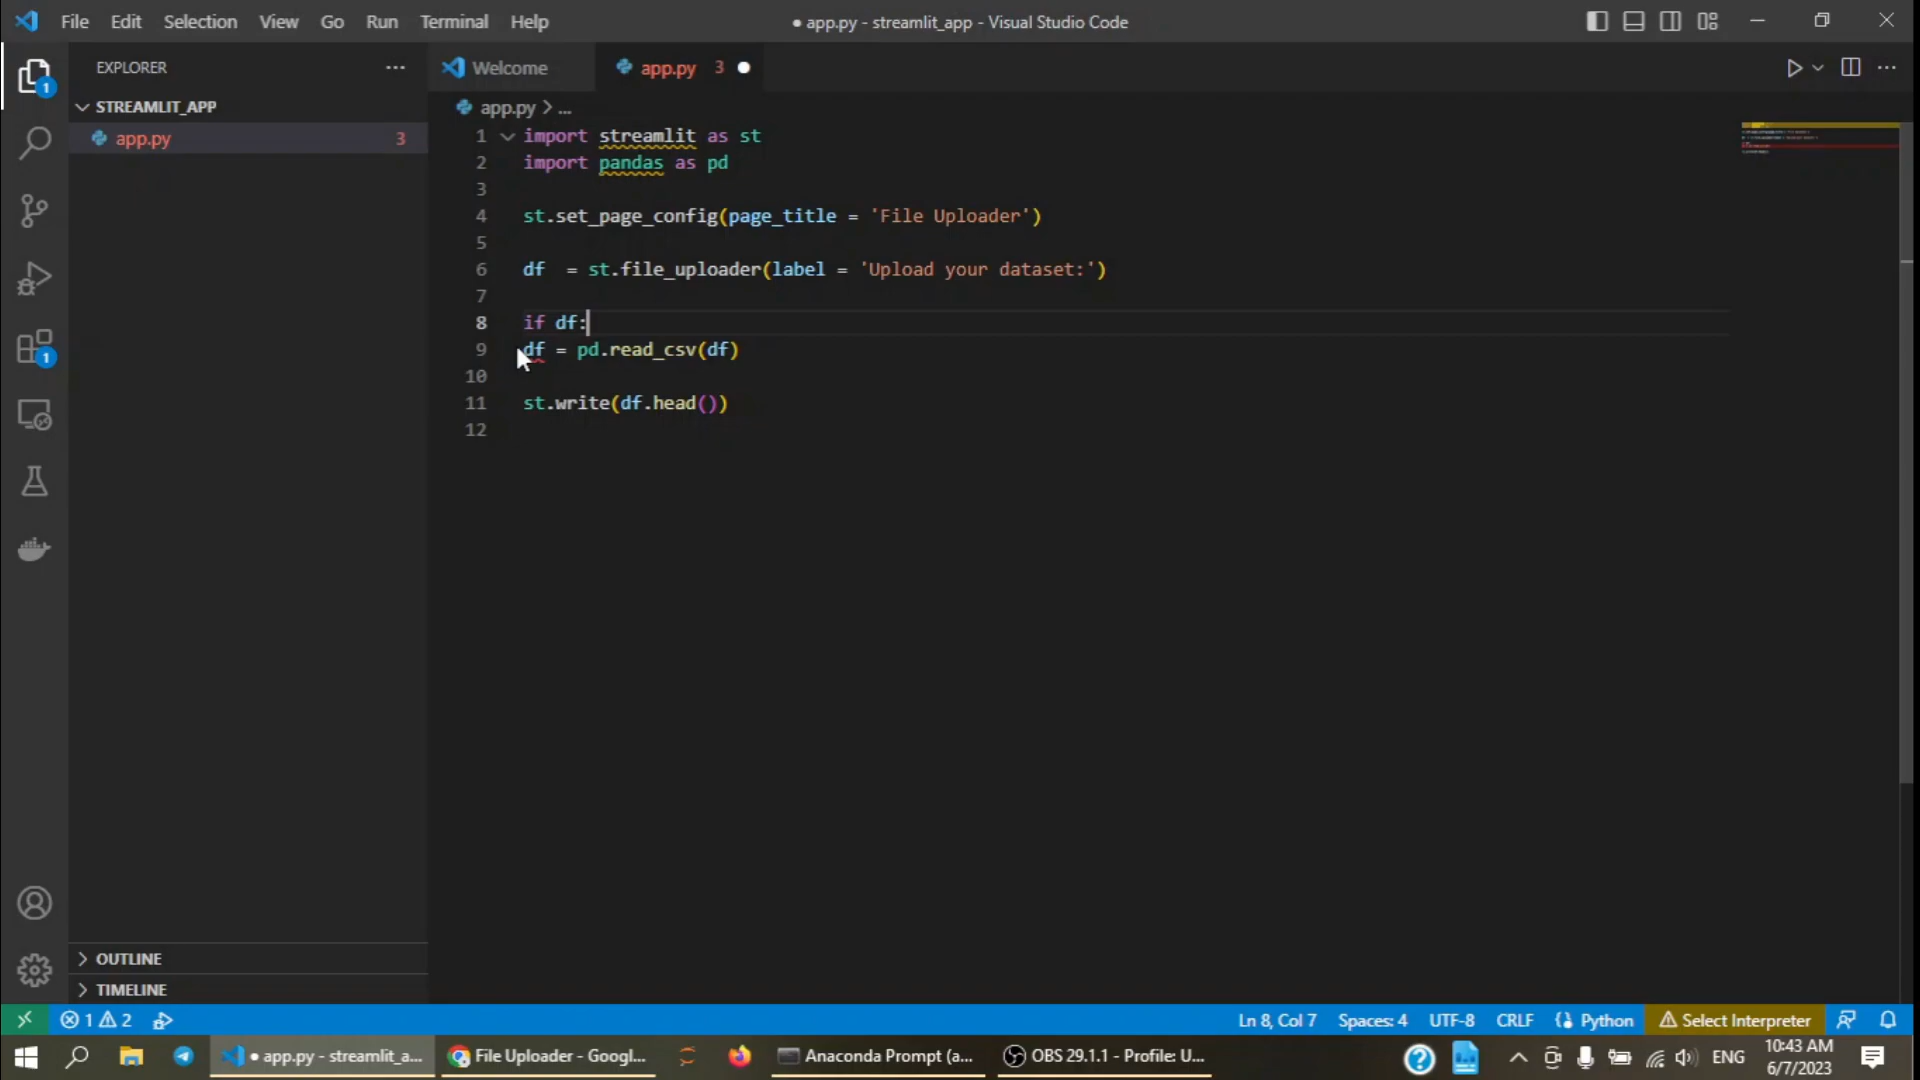 File Edit Selection View Go Run Terminal Help
● app.py - streamlit_app - Visual Studio Code
EXPLORER
Welcome
app.py 3
STREAMLIT_APP
app.py > ...
app.py 3
1 import streamlit as st
2 import pandas as pd
3
4 st.set_page_config(page_title = 'File Uploader')
5
6 df  = st.file_uploader(label = 'Upload your dataset:')
7
8 if df:
9 df = pd.read_csv(df)
10
11 st.write(df.head())
12
1
1
OUTLINE
TIMELINE
1 2
Ln 8, Col 7 Spaces: 4 UTF-8 CRLF Python Select Interpreter
● app.py - streamlit_a...
File Uploader - Googl...
Anaconda Prompt (a...
OBS 29.1.1 - Profile: U...
ENG
10:43 AM
6/7/2023